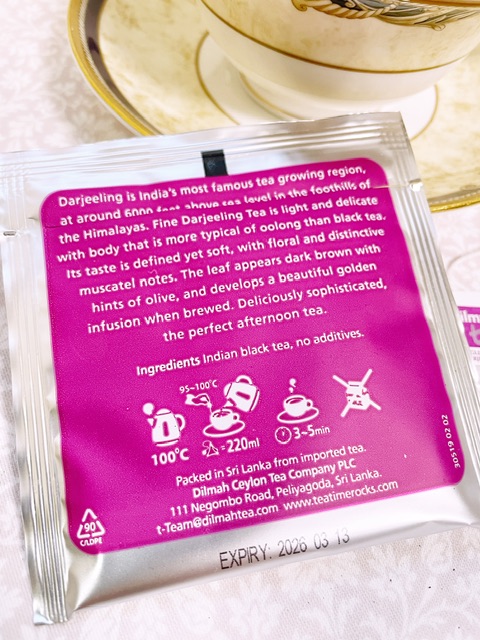 Darjeeling is India's most famous tea growing region,
at around 6000 feet above sea level in the foothills of
the Himalayas. Fine Darjeeling Tea is light and delicate
with body that is more typical of oolong than black tea.
Its taste is defined yet soft, with floral and distinctive
muscatel notes. The leaf appears dark brown with
hints of olive, and develops a beautiful golden
infusion when brewed. Deliciously sophisticated,
the perfect afternoon tea.
Ingredients Indian black tea, no additives.
95~100°C
100°C
= 220ml
3~5min
Packed in Sri Lanka from imported tea.
Dilmah Ceylon Tea Company PLC
111 Negombo Road, Peliyagoda, Sri Lanka.
t-Team@dilmahtea.com www.teatimerocks.com
90
C/LDPE
EXPIRY: 2026 03 13